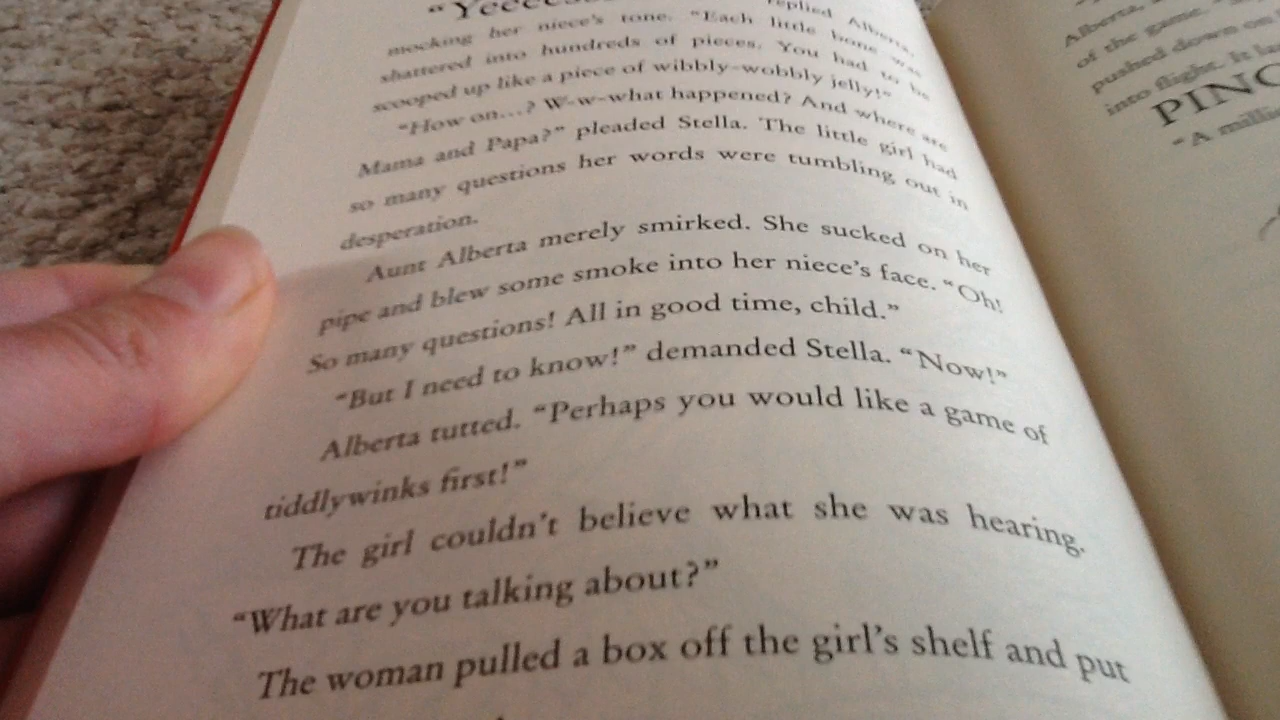 “Yeeees
replied Alberta,
mocking her niece’s tone. “Each little bone was
shattered into hundreds of pieces. You had to be
scooped up like a piece of wibbly-wobbly jelly!”
“How on...? W-w-what happened? And where are
Mama and Papa?” pleaded Stella. The little girl had
so many questions her words were tumbling out in
desperation.
Aunt Alberta merely smirked. She sucked on her
pipe and blew some smoke into her niece’s face. “Oh!
So many questions! All in good time, child.”
“But I need to know!” demanded Stella. “Now!”
Alberta tutted. “Perhaps you would like a game of
tiddlywinks first!”
The girl couldn’t believe what she was hearing.
“What are you talking about?”
The woman pulled a box off the girl’s shelf and put
Alberta,
of the game.
pushed down on
into flight. It
PING
“A milli